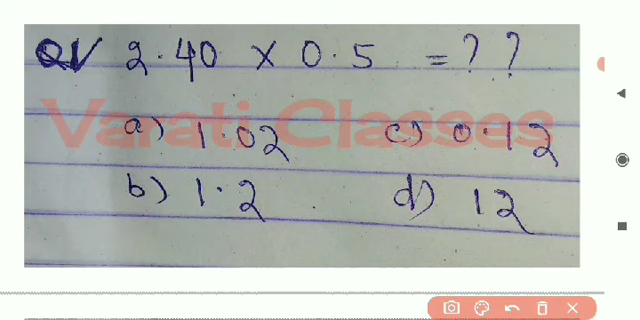 Q1 2.40 × 0.5 = ??
Varati Classes
a) 1.02 c) 0.12
b) 1.2 d) 12